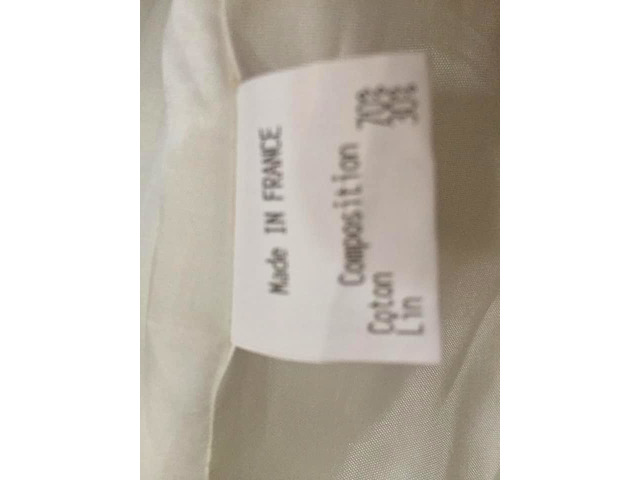 Made IN FRANCE
Composition
Coton 70%
Lin 30%